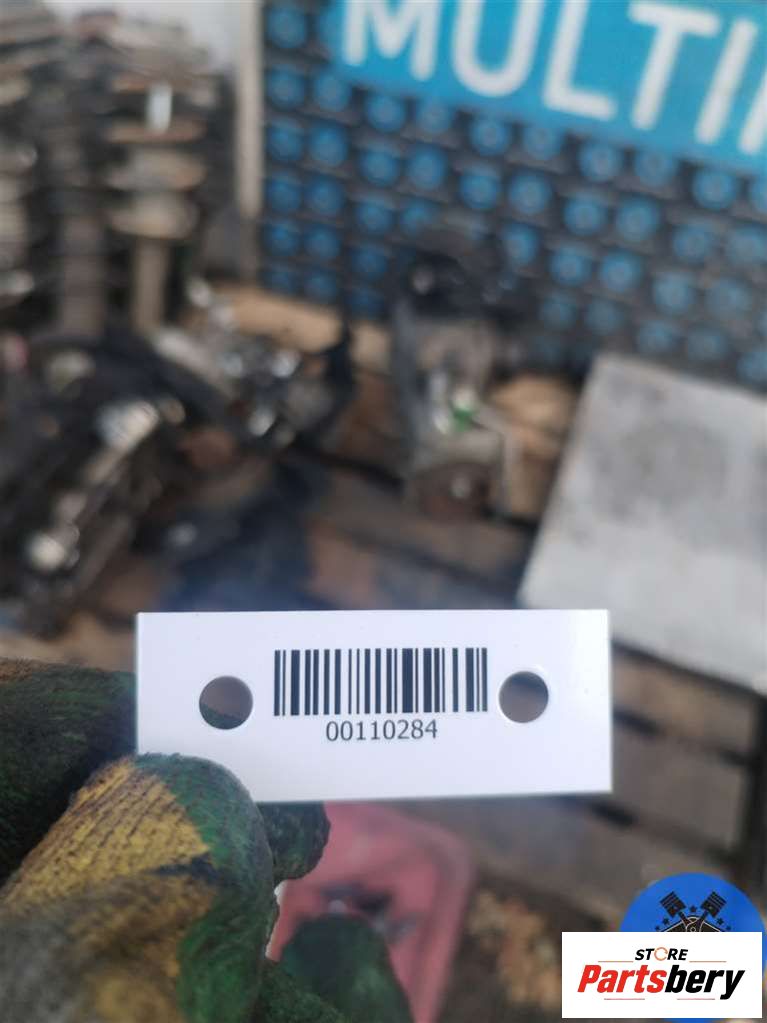 MULTI
00110284
STORE
Partsbery